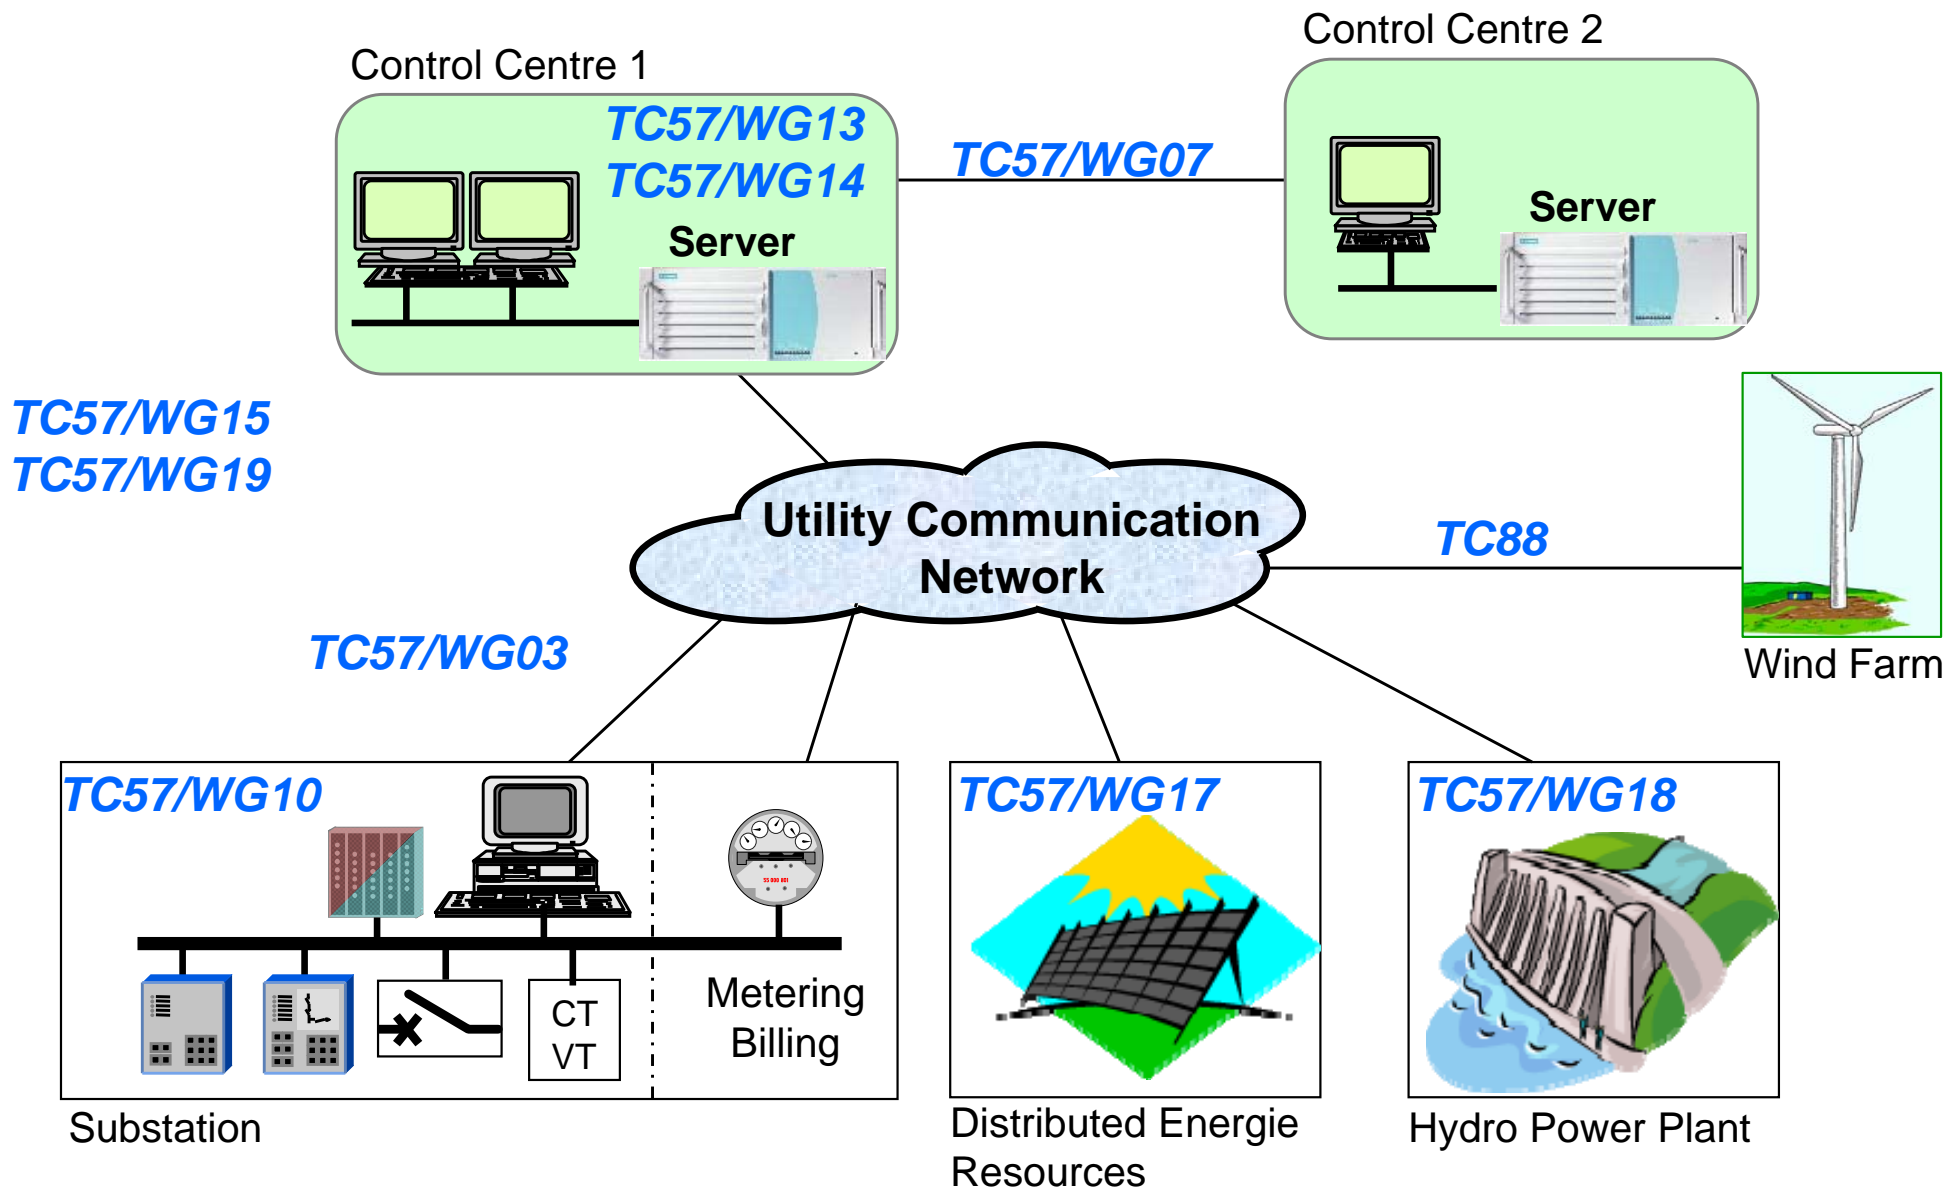 Control Centre 2
Control Centre 1
TC57/WG13
TC57/WG14
TC57/WG07
Server
Server
TC57/WG15
TC57/WG19
Utility Communication
Network
TC88
Wind Farm
TC57/WG03
TC57/WG10
TC57/WG17
TC57/WG18
CT
VT
Metering
Billing
Substation
Distributed Energie
Resources
Hydro Power Plant